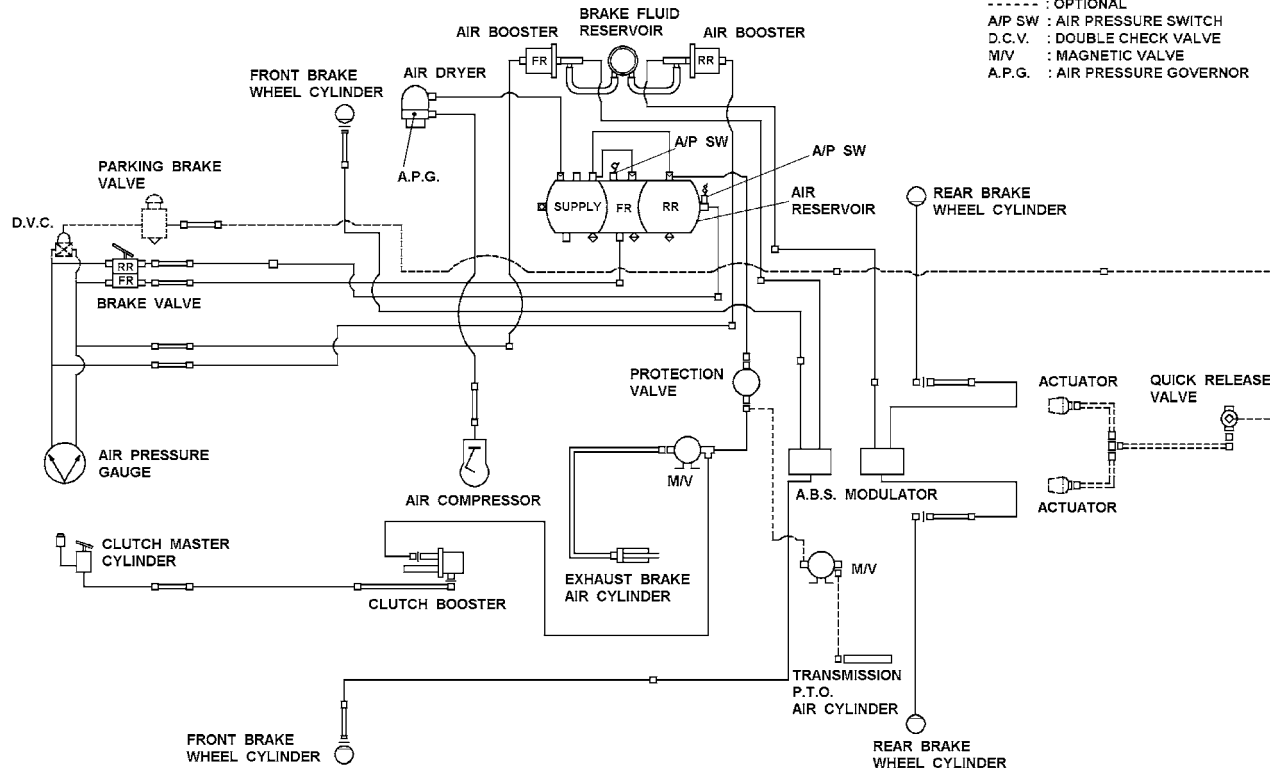 ------ : OPTIONAL
A/P SW : AIR PRESSURE SWITCH
D.C.V. : DOUBLE CHECK VALVE
M/V : MAGNETIC VALVE
A.P.G. : AIR PRESSURE GOVERNOR
BRAKE FLUID
RESERVOIR
AIR BOOSTER
AIR BOOSTER
FR
RR
AIR DRYER
FRONT BRAKE
WHEEL CYLINDER
A.P.G.
A/P SW
A/P SW
PARKING BRAKE
VALVE
AIR
RESERVOIR
SUPPLY
FR
RR
REAR BRAKE
WHEEL CYLINDER
D.V.C.
RR
FR
BRAKE VALVE
PROTECTION
VALVE
ACTUATOR
QUICK RELEASE
VALVE
AIR PRESSURE
GAUGE
M/V
AIR COMPRESSOR
A.B.S. MODULATOR
ACTUATOR
CLUTCH MASTER
CYLINDER
M/V
EXHAUST BRAKE
AIR CYLINDER
CLUTCH BOOSTER
TRANSMISSION
P.T.O.
AIR CYLINDER
FRONT BRAKE
WHEEL CYLINDER
REAR BRAKE
WHEEL CYLINDER